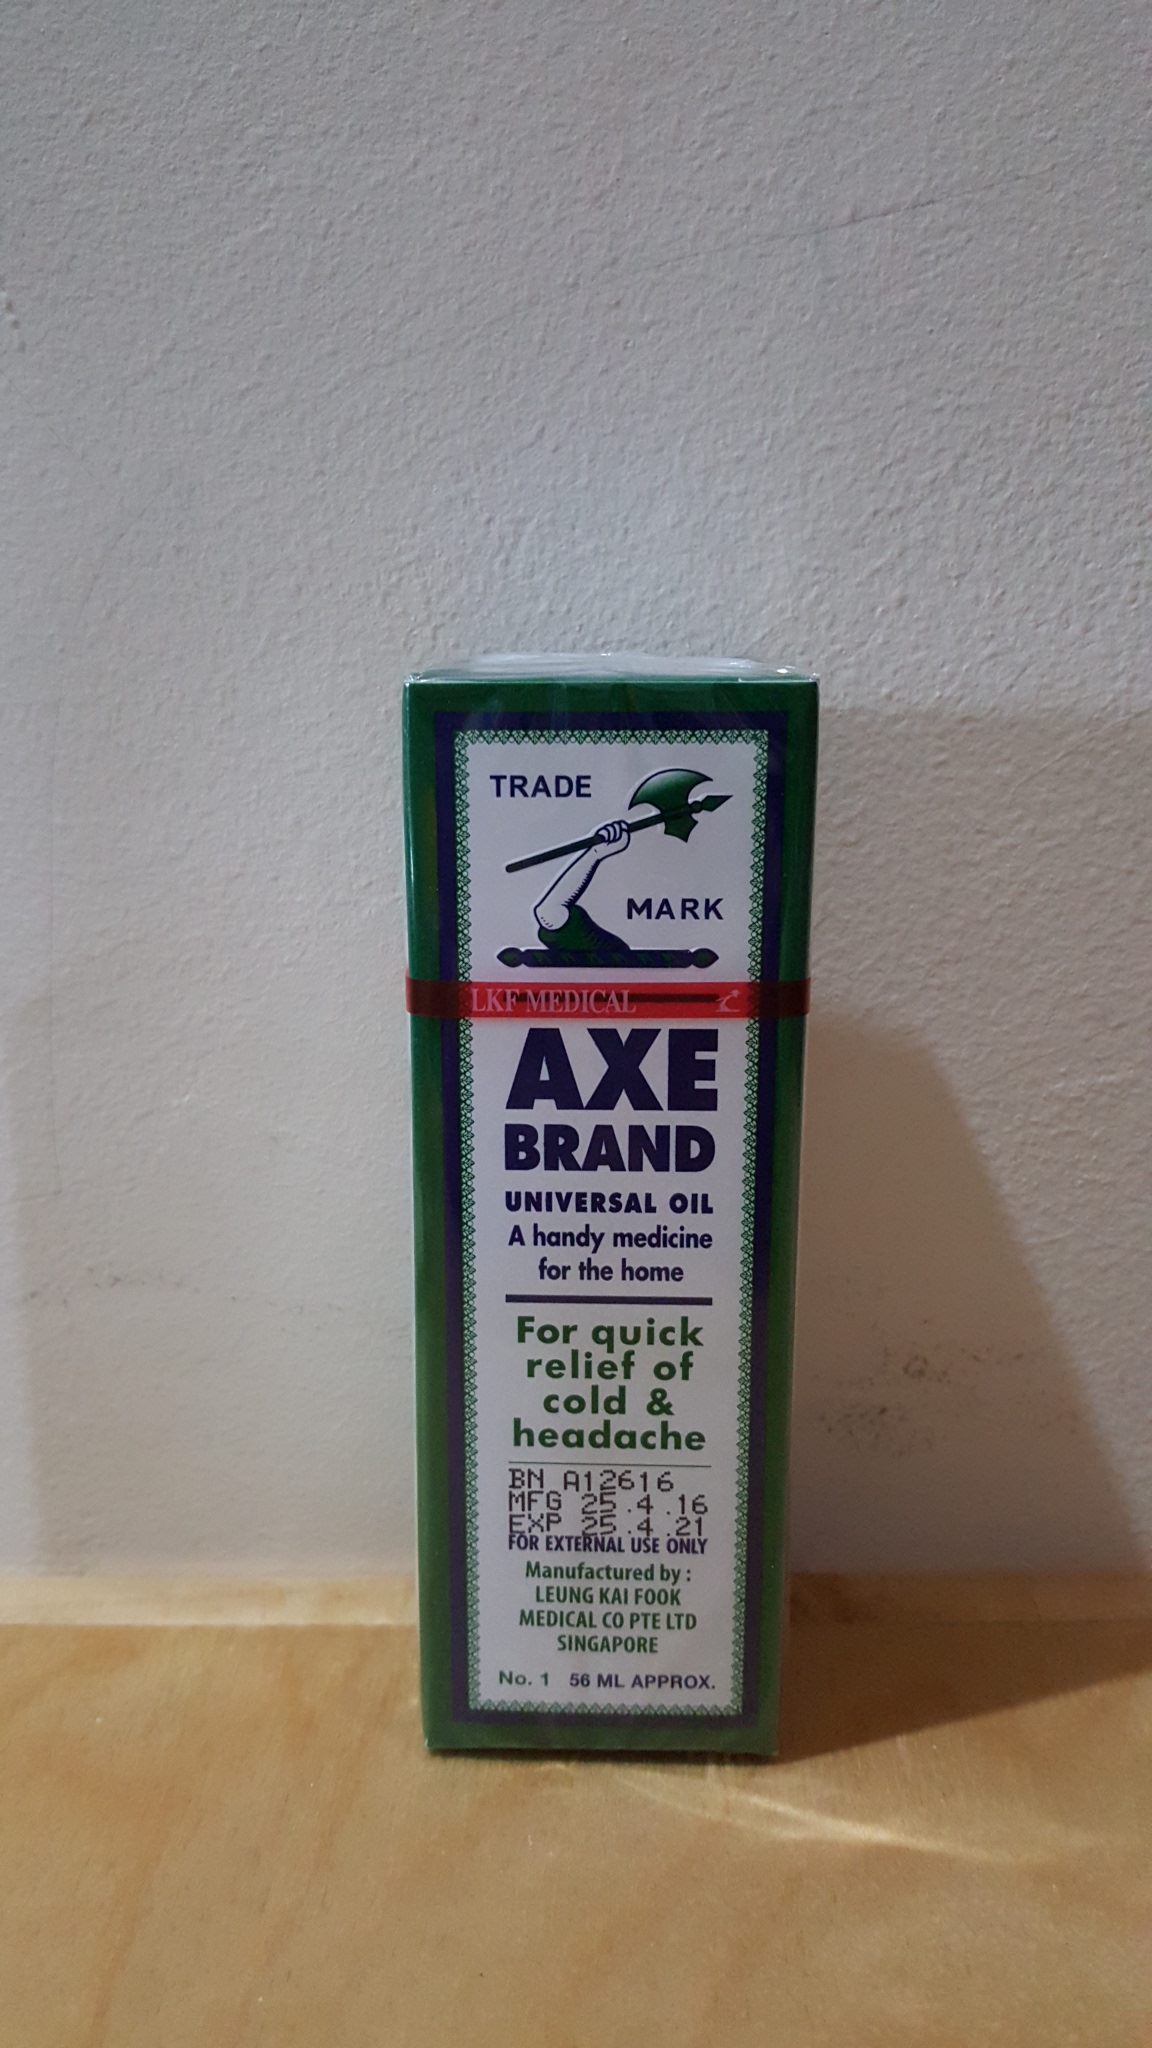 TRADE
MARK
LKF MEDICAL
AXE
BRAND
UNIVERSAL OIL
A handy medicine
for the home
For quick
relief of
cold &
headache
BN A12616
MFG 25.4.16
EXP 25.4.21
FOR EXTERNAL USE ONLY
Manufactured by :
LEUNG KAI FOOK
MEDICAL CO PTE LTD
SINGAPORE
No. 1 56 ML APPROX.